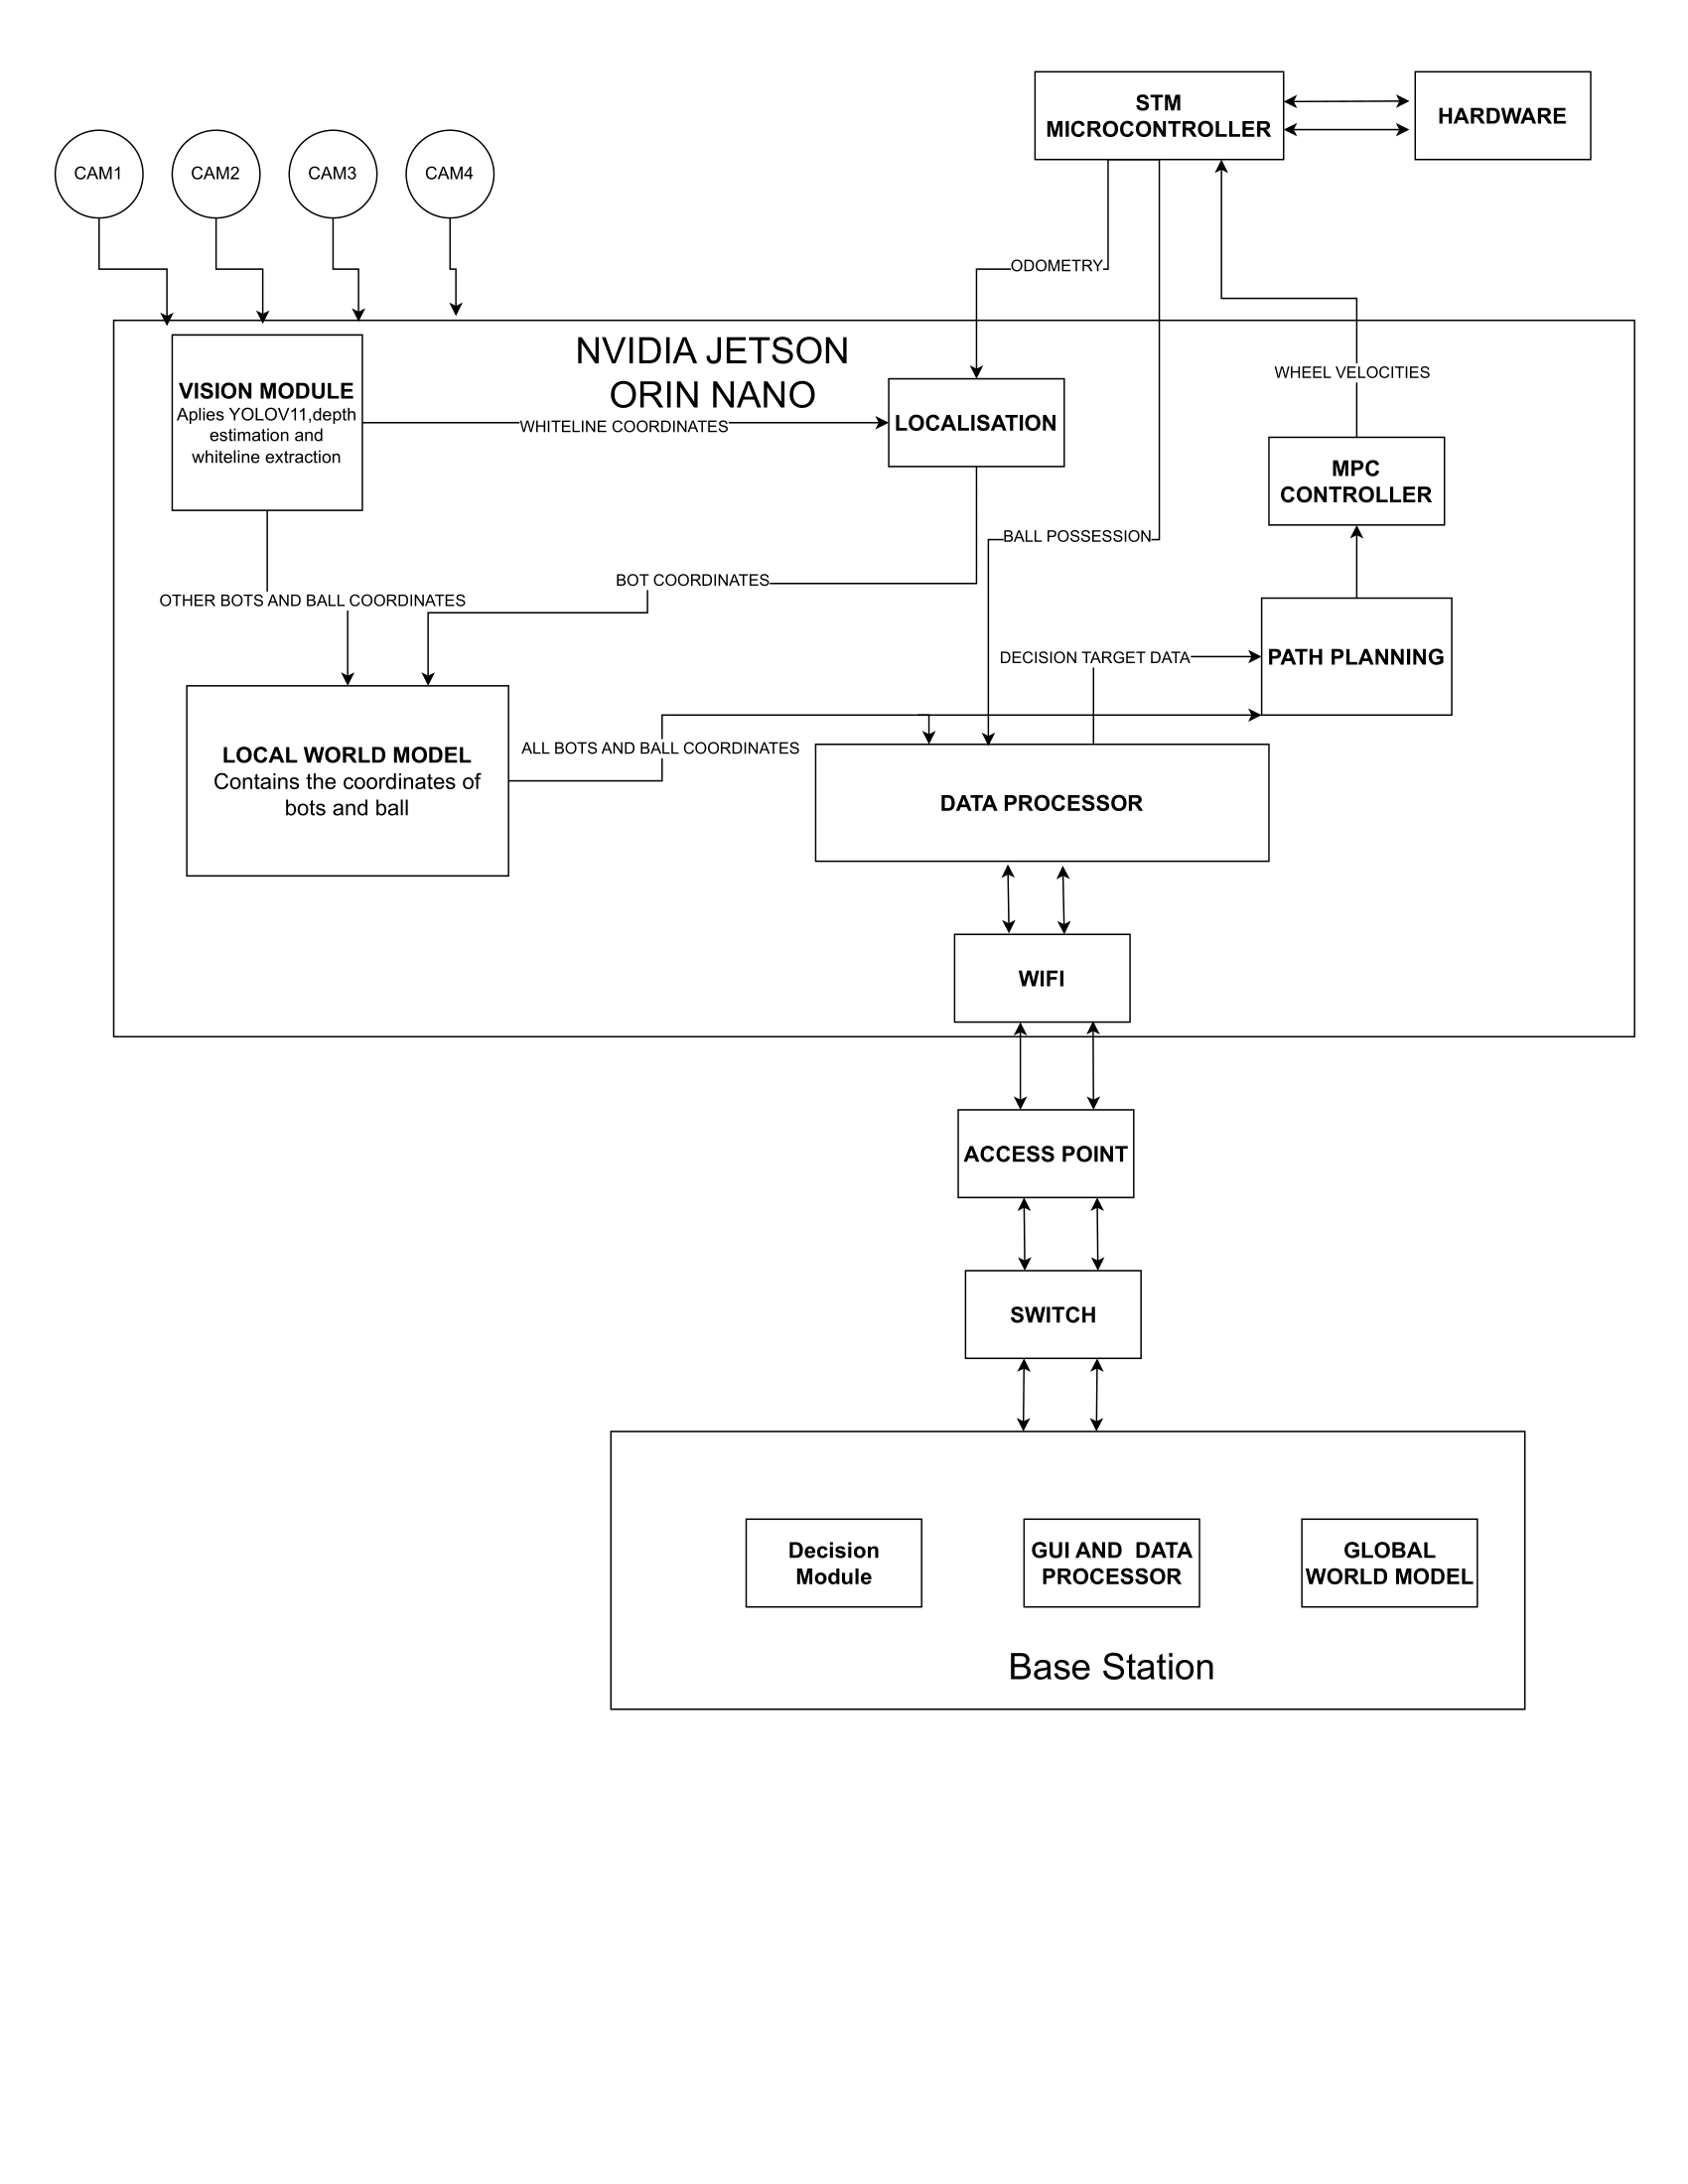 STM
MICROCONTROLLER
HARDWARE
CAM1
CAM2
CAM3
CAM4
ODOMETRY
NVIDIA JETSON
ORIN NANO
WHEEL VELOCITIES
VISION MODULE
Aplies YOLOV11,depth
estimation and
whiteline extraction
WHITELINE COORDINATES
LOCALISATION
MPC
CONTROLLER
BALL POSSESSION
BOT COORDINATES
OTHER BOTS AND BALL COORDINATES
DECISION TARGET DATA
PATH PLANNING
LOCAL WORLD MODEL
Contains the coordinates of
bots and ball
ALL BOTS AND BALL COORDINATES
DATA PROCESSOR
WIFI
ACCESS POINT
SWITCH
Decision
Module
GUI AND  DATA
PROCESSOR
GLOBAL
WORLD MODEL
Base Station